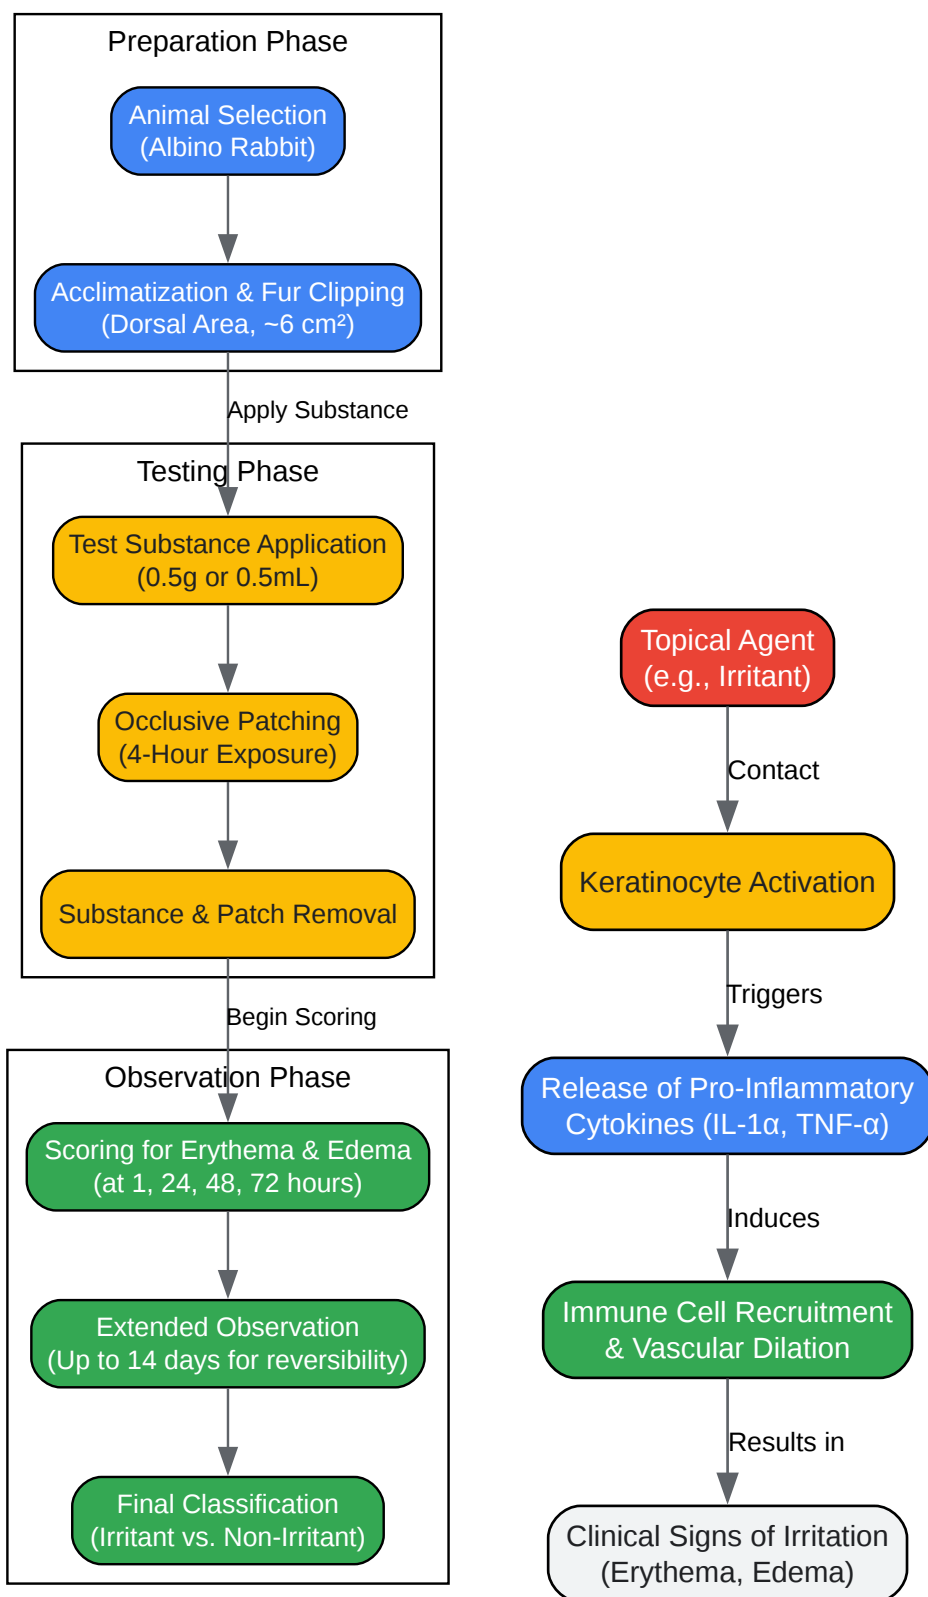 Preparation Phase
Animal Selection
(Albino Rabbit)
Acclimatization & Fur Clipping
(Dorsal Area, ~6 cm²)
Apply Substance
Testing Phase
Test Substance Application
(0.5g or 0.5mL)
Occlusive Patching
(4-Hour Exposure)
Substance & Patch Removal
Begin Scoring
Observation Phase
Scoring for Erythema & Edema
(at 1, 24, 48, 72 hours)
Extended Observation
(Up to 14 days for reversibility)
Final Classification
(Irritant vs. Non-Irritant)
Topical Agent
(e.g., Irritant)
Contact
Keratinocyte Activation
Triggers
Release of Pro-Inflammatory
Cytokines (IL-1α, TNF-α)
Induces
Immune Cell Recruitment
& Vascular Dilation
Results in
Clinical Signs of Irritation
(Erythema, Edema)